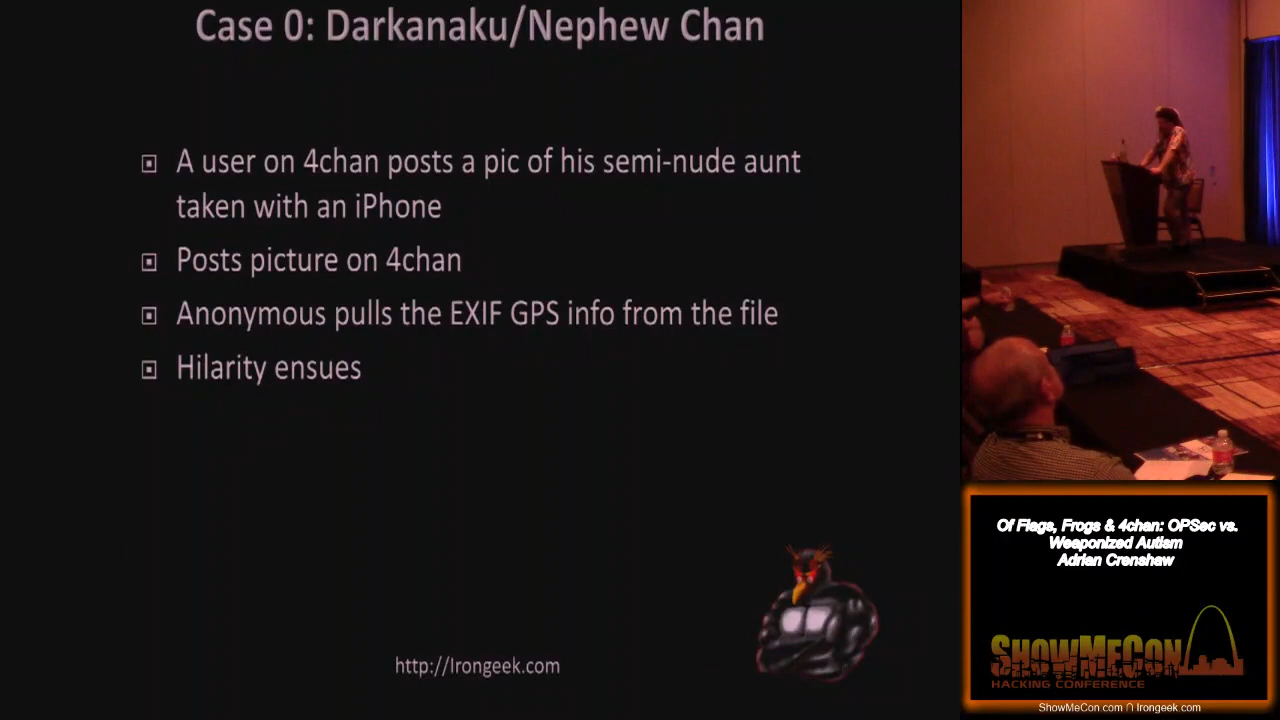 Case 0: Darkanaku/Nephew Chan
A user on 4chan posts a pic of his semi-nude aunt
taken with an iPhone
Posts picture on 4chan
Anonymous pulls the EXIF GPS info from the file
Hilarity ensues
http://Irongeek.com
Of Flags, Frogs & 4chan: OPSec vs.
Weaponized Autism
Adrian Crenshaw
ShowMeCon
HACKING CONFERENCE
ShowMeCon.com ∩ Irongeek.com